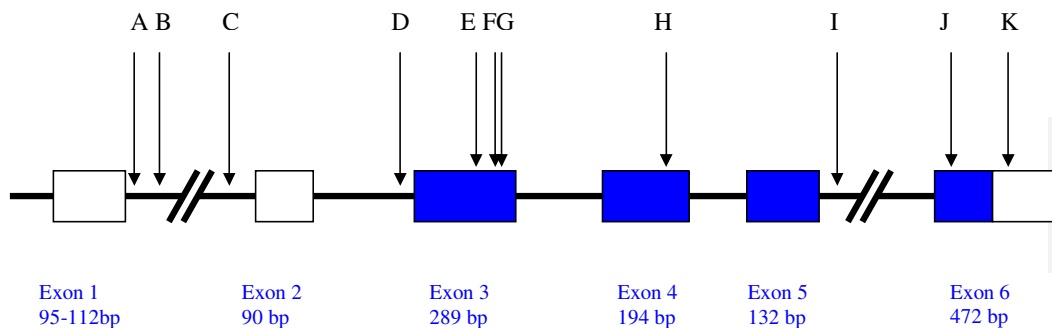 A B C D E F G H I J K
Exon 1 Exon 2 Exon 3 Exon 4 Exon 5 Exon 6
95-112bp 90 bp 289 bp 194 bp 132 bp 472 bp